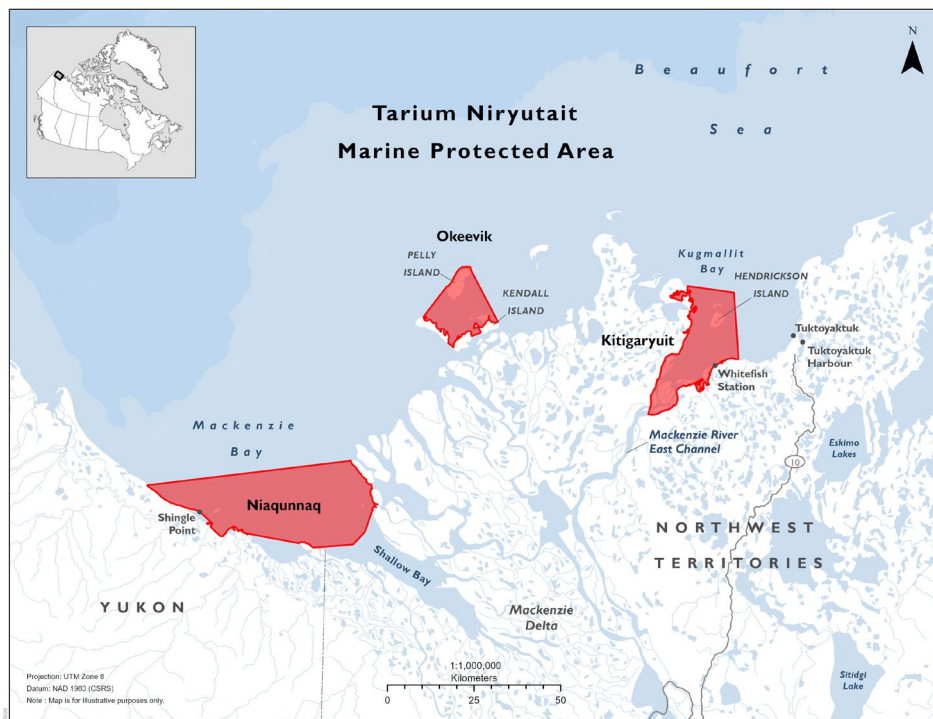 N
Beaufort
Sea
Tarium Niryutait
Marine Protected Area
Okeevik
PELLY
ISLAND
KENDALL
ISLAND
Kugmallit
Bay
HENDRICKSON
ISLAND
Kitigaryuit
Tuktoyaktuk
Tuktoyaktuk
Harbour
Whitefish
Station
Mackenzie
Bay
Mackenzie River
East Channel
Eskimo
Lakes
10
Niaqunnaq
Shingle
Point
Shallow Bay
NORTHWEST
TERRITORIES
YUKON
Mackenzie
Delta
Sitidgi
Lake
1:1,000,000
Kilometers
0 25 50
Projection: UTM Zone 8
Datum: NAD 1983 (CSRS)
Note : Map is for illustrative purposes only.